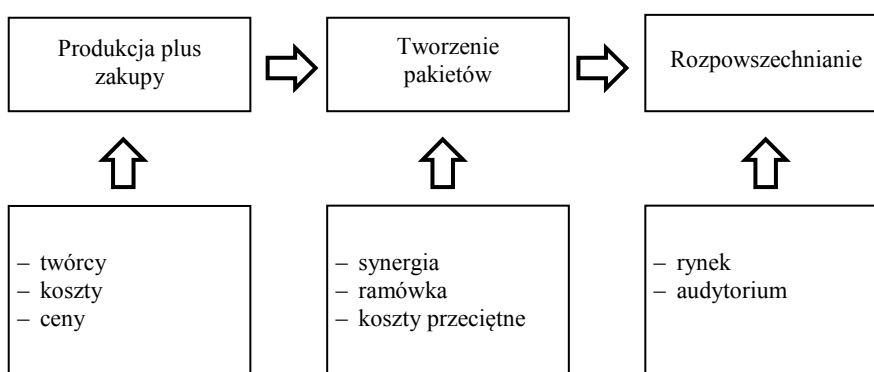 Produkcja plus
zakupy
Tworzenie
pakietów
Rozpowszechnianie
– twórcy
– koszty
– ceny
– synergia
– ramówka
– koszty przeciętne
– rynek
– audytorium